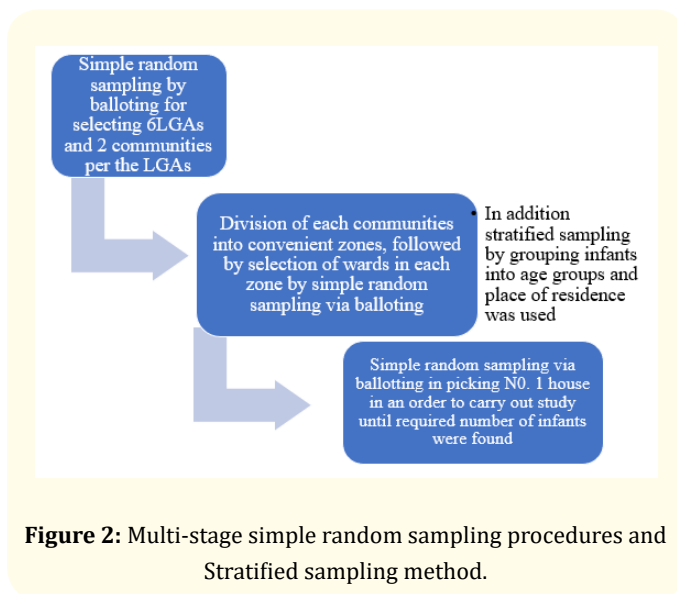 Simple random
sampling by
balloting for
selecting 6LGAs
and 2 communities
per the LGAs
Division of each communities
into convenient zones, followed
by selection of wards in each
zone by simple random
sampling via balloting
• In addition
stratified sampling
by grouping infants
into age groups and
place of residence
was used
Simple random sampling via
ballotting in picking N0. 1 house
in an order to carry out study
until required number of infants
were found
Figure 2: Multi-stage simple random sampling procedures and
Stratified sampling method.